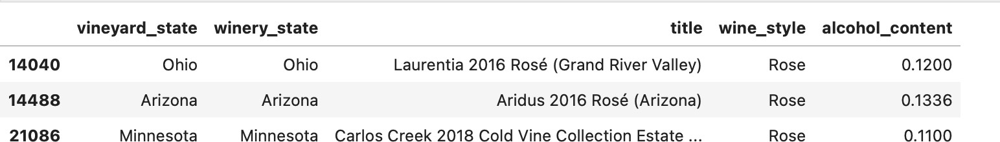 vineyard_state winery_state title wine_style alcohol_content
14040 Ohio Ohio Laurentia 2016 Rosé (Grand River Valley) Rose 0.1200
14488 Arizona Arizona Aridus 2016 Rosé (Arizona) Rose 0.1336
21086 Minnesota Minnesota Carlos Creek 2018 Cold Vine Collection Estate ... Rose 0.1100